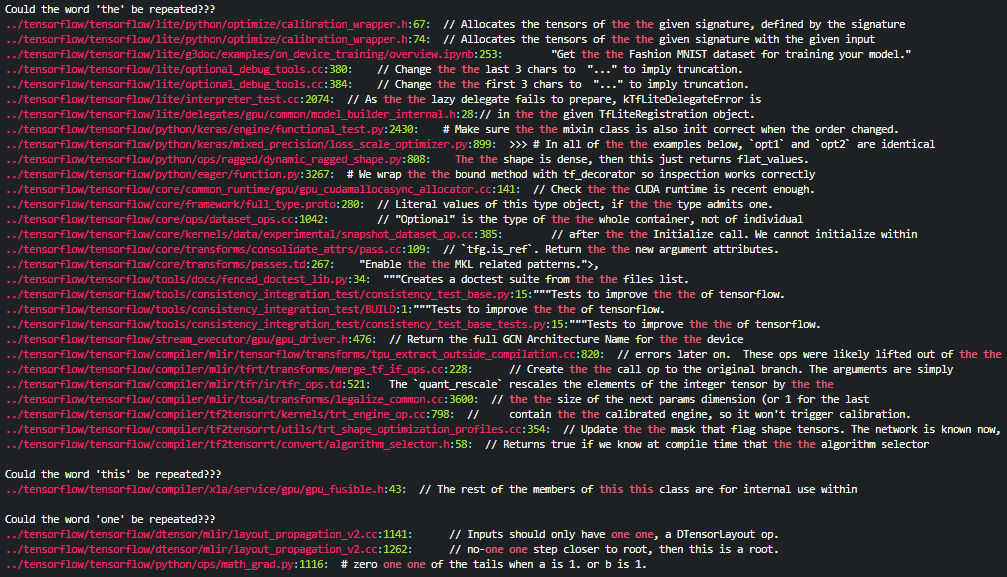 Could the word 'the' be repeated???
../tensorflow/tensorflow/lite/python/optimize/calibration_wrapper.h:67:  // Allocates the tensors of the the given signature, defined by the signature
../tensorflow/tensorflow/lite/python/optimize/calibration_wrapper.h:74:  // Allocates the tensors of the the given signature with the given input
../tensorflow/tensorflow/lite/g3doc/examples/on_device_training/overview.ipynb:253:        "Get the the Fashion MNIST dataset for training your model."
../tensorflow/tensorflow/lite/optional_debug_tools.cc:380:    // Change the the last 3 chars to  "..." to imply truncation.
../tensorflow/tensorflow/lite/optional_debug_tools.cc:384:    // Change the the first 3 chars to  "..." to imply truncation.
../tensorflow/tensorflow/lite/interpreter_test.cc:2074:  // As the the lazy delegate fails to prepare, kTfLiteDelegateError is
../tensorflow/tensorflow/lite/delegates/gpu/common/model_builder_internal.h:28:// in the the given TfLiteRegistration object.
../tensorflow/tensorflow/python/keras/engine/functional_test.py:2430:    # Make sure the the mixin class is also init correct when the order changed.
../tensorflow/tensorflow/python/keras/mixed_precision/loss_scale_optimizer.py:899:  >>> # In all of the the examples below, `opt1` and `opt2` are identical
../tensorflow/tensorflow/python/ops/ragged/dynamic_ragged_shape.py:808:    The the shape is dense, then this just returns flat_values.
../tensorflow/tensorflow/python/eager/function.py:3267:  # We wrap the the bound method with tf_decorator so inspection works correctly
../tensorflow/tensorflow/core/common_runtime/gpu/gpu_cudamallocasync_allocator.cc:141:  // Check the the CUDA runtime is recent enough.
../tensorflow/tensorflow/core/framework/full_type.proto:280:  // Literal values of this type object, if the the type admits one.
../tensorflow/tensorflow/core/ops/dataset_ops.cc:1042:        // "Optional" is the type of the the whole container, not of individual
../tensorflow/tensorflow/core/kernels/data/experimental/snapshot_dataset_op.cc:385:        // after the the Initialize call. We cannot initialize within
../tensorflow/tensorflow/core/transforms/consolidate_attrs/pass.cc:109:  // `tfg.is_ref`. Return the the new argument attributes.
../tensorflow/tensorflow/core/transforms/passes.td:267:    "Enable the the MKL related patterns.">,
../tensorflow/tensorflow/tools/docs/fenced_doctest_lib.py:34:  """Creates a doctest suite from the the files list.
../tensorflow/tensorflow/tools/consistency_integration_test/consistency_test_base.py:15:"""Tests to improve the the of tensorflow.
../tensorflow/tensorflow/tools/consistency_integration_test/BUILD:1:"""Tests to improve the the of tensorflow.
../tensorflow/tensorflow/tools/consistency_integration_test/consistency_test_base_tests.py:15:"""Tests to improve the the of tensorflow.
../tensorflow/tensorflow/stream_executor/gpu/gpu_driver.h:476:  // Return the full GCN Architecture Name for the the device
../tensorflow/tensorflow/compiler/mlir/tensorflow/transforms/tpu_extract_outside_compilation.cc:820:  // errors later on.  These ops were likely lifted out of the the
../tensorflow/tensorflow/compiler/mlir/tfrt/transforms/merge_tf_if_ops.cc:228:      // Create the the call op to the original branch. The arguments are simply
../tensorflow/tensorflow/compiler/mlir/tfr/ir/tfr_ops.td:521:   The `quant_rescale` rescales the elements of the integer tensor by the the
../tensorflow/tensorflow/compiler/mlir/tosa/transforms/legalize_common.cc:3600:  // the the size of the next params dimension (or 1 for the last
../tensorflow/tensorflow/compiler/tf2tensorrt/kernels/trt_engine_op.cc:798:  //     contain the the calibrated engine, so it won't trigger calibration.
../tensorflow/tensorflow/compiler/tf2tensorrt/utils/trt_shape_optimization_profiles.cc:354:  // Update the the mask that flag shape tensors. The network is known now,
../tensorflow/tensorflow/compiler/tf2tensorrt/convert/algorithm_selector.h:58:  // Returns true if we know at compile time that the the algorithm selector

Could the word 'this' be repeated???
../tensorflow/tensorflow/compiler/xla/service/gpu/gpu_fusible.h:43:  // The rest of the members of this this class are for internal use within

Could the word 'one' be repeated???
../tensorflow/tensorflow/dtensor/mlir/layout_propagation_v2.cc:1141:      // Inputs should only have one one, a DTensorLayout op.
../tensorflow/tensorflow/dtensor/mlir/layout_propagation_v2.cc:1262:      // no-one one step closer to root, then this is a root.
../tensorflow/tensorflow/python/ops/math_grad.py:1116:  # zero one one of the tails when a is 1. or b is 1.